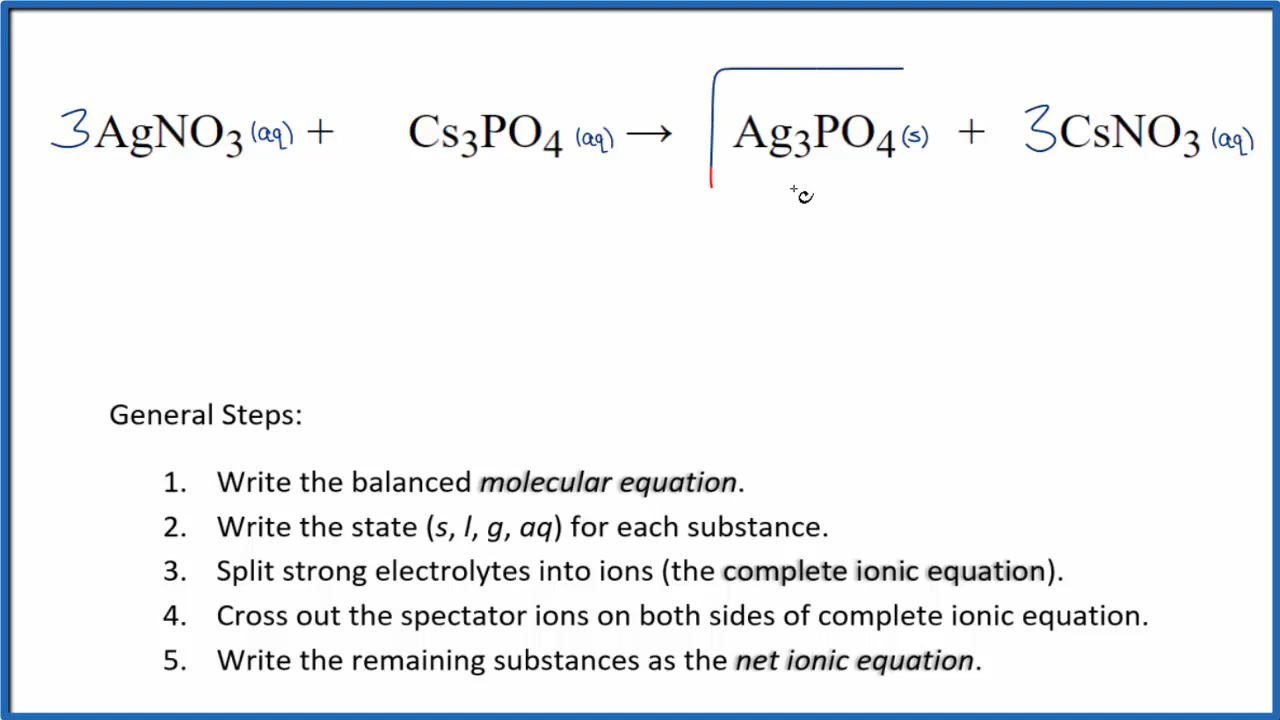 3AgNO₃(aq) + Cs₃PO₄(aq) → Ag₃PO₄(s) + 3CsNO₃(aq)
General Steps:
1. Write the balanced molecular equation.
2. Write the state (s, l, g, aq) for each substance.
3. Split strong electrolytes into ions (the complete ionic equation).
4. Cross out the spectator ions on both sides of complete ionic equation.
5. Write the remaining substances as the net ionic equation.